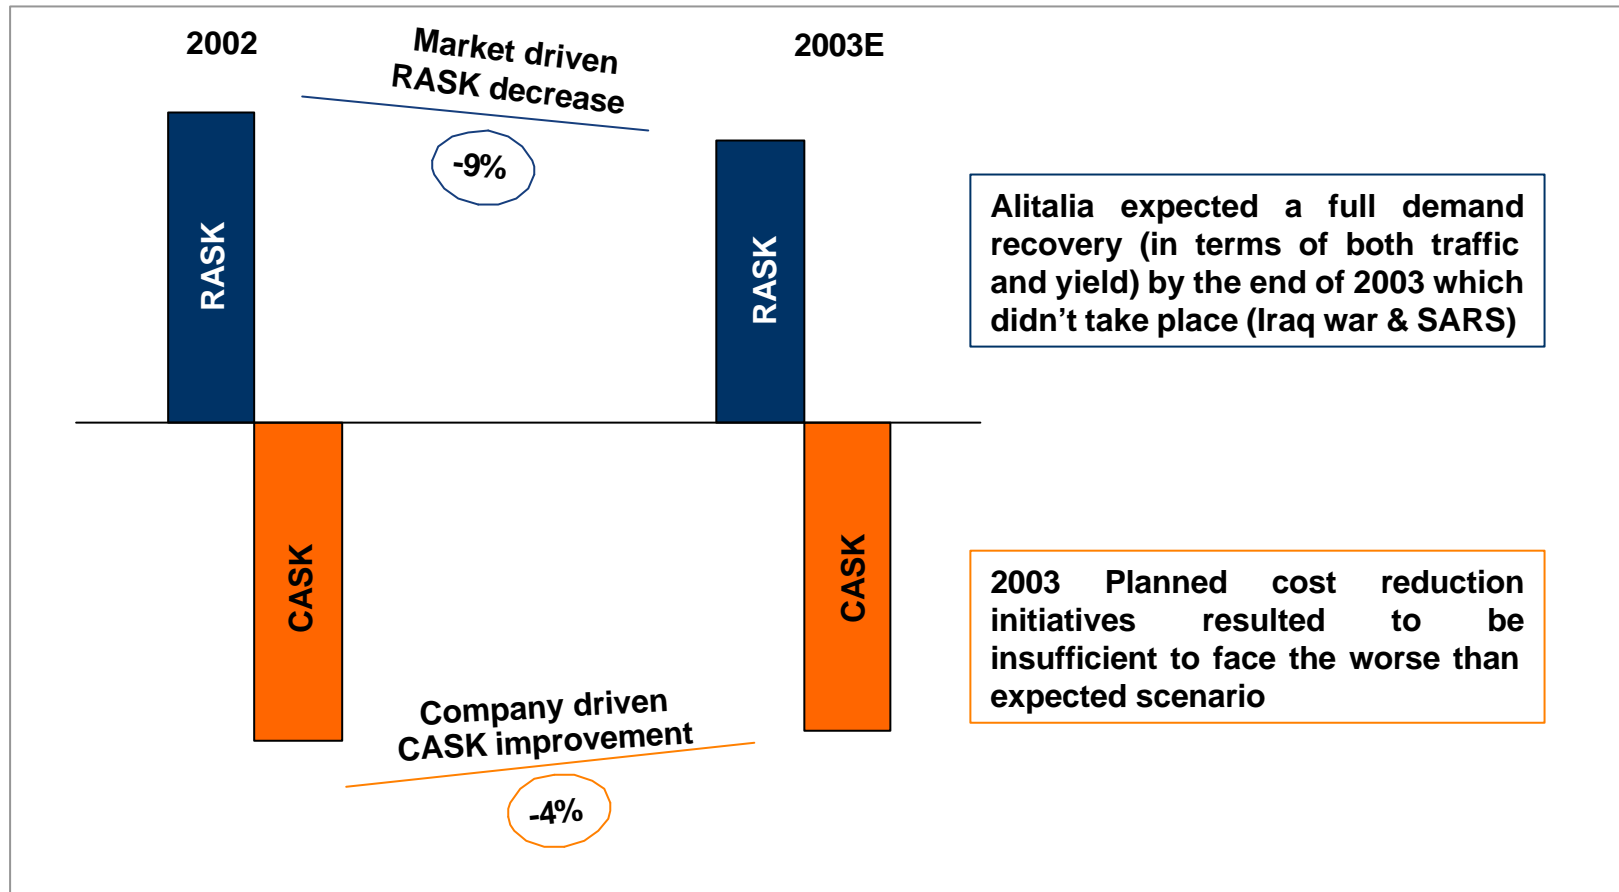 2002
Market driven
RASK decrease
-9%
2003E
RASK
RASK
Alitalia expected a full demand
recovery (in terms of both traffic
and yield) by the end of 2003 which
didn’t take place (Iraq war & SARS)
CASK
CASK
2003 Planned cost reduction
initiatives resulted to be
insufficient to face the worse than
expected scenario
Company driven
CASK improvement
-4%